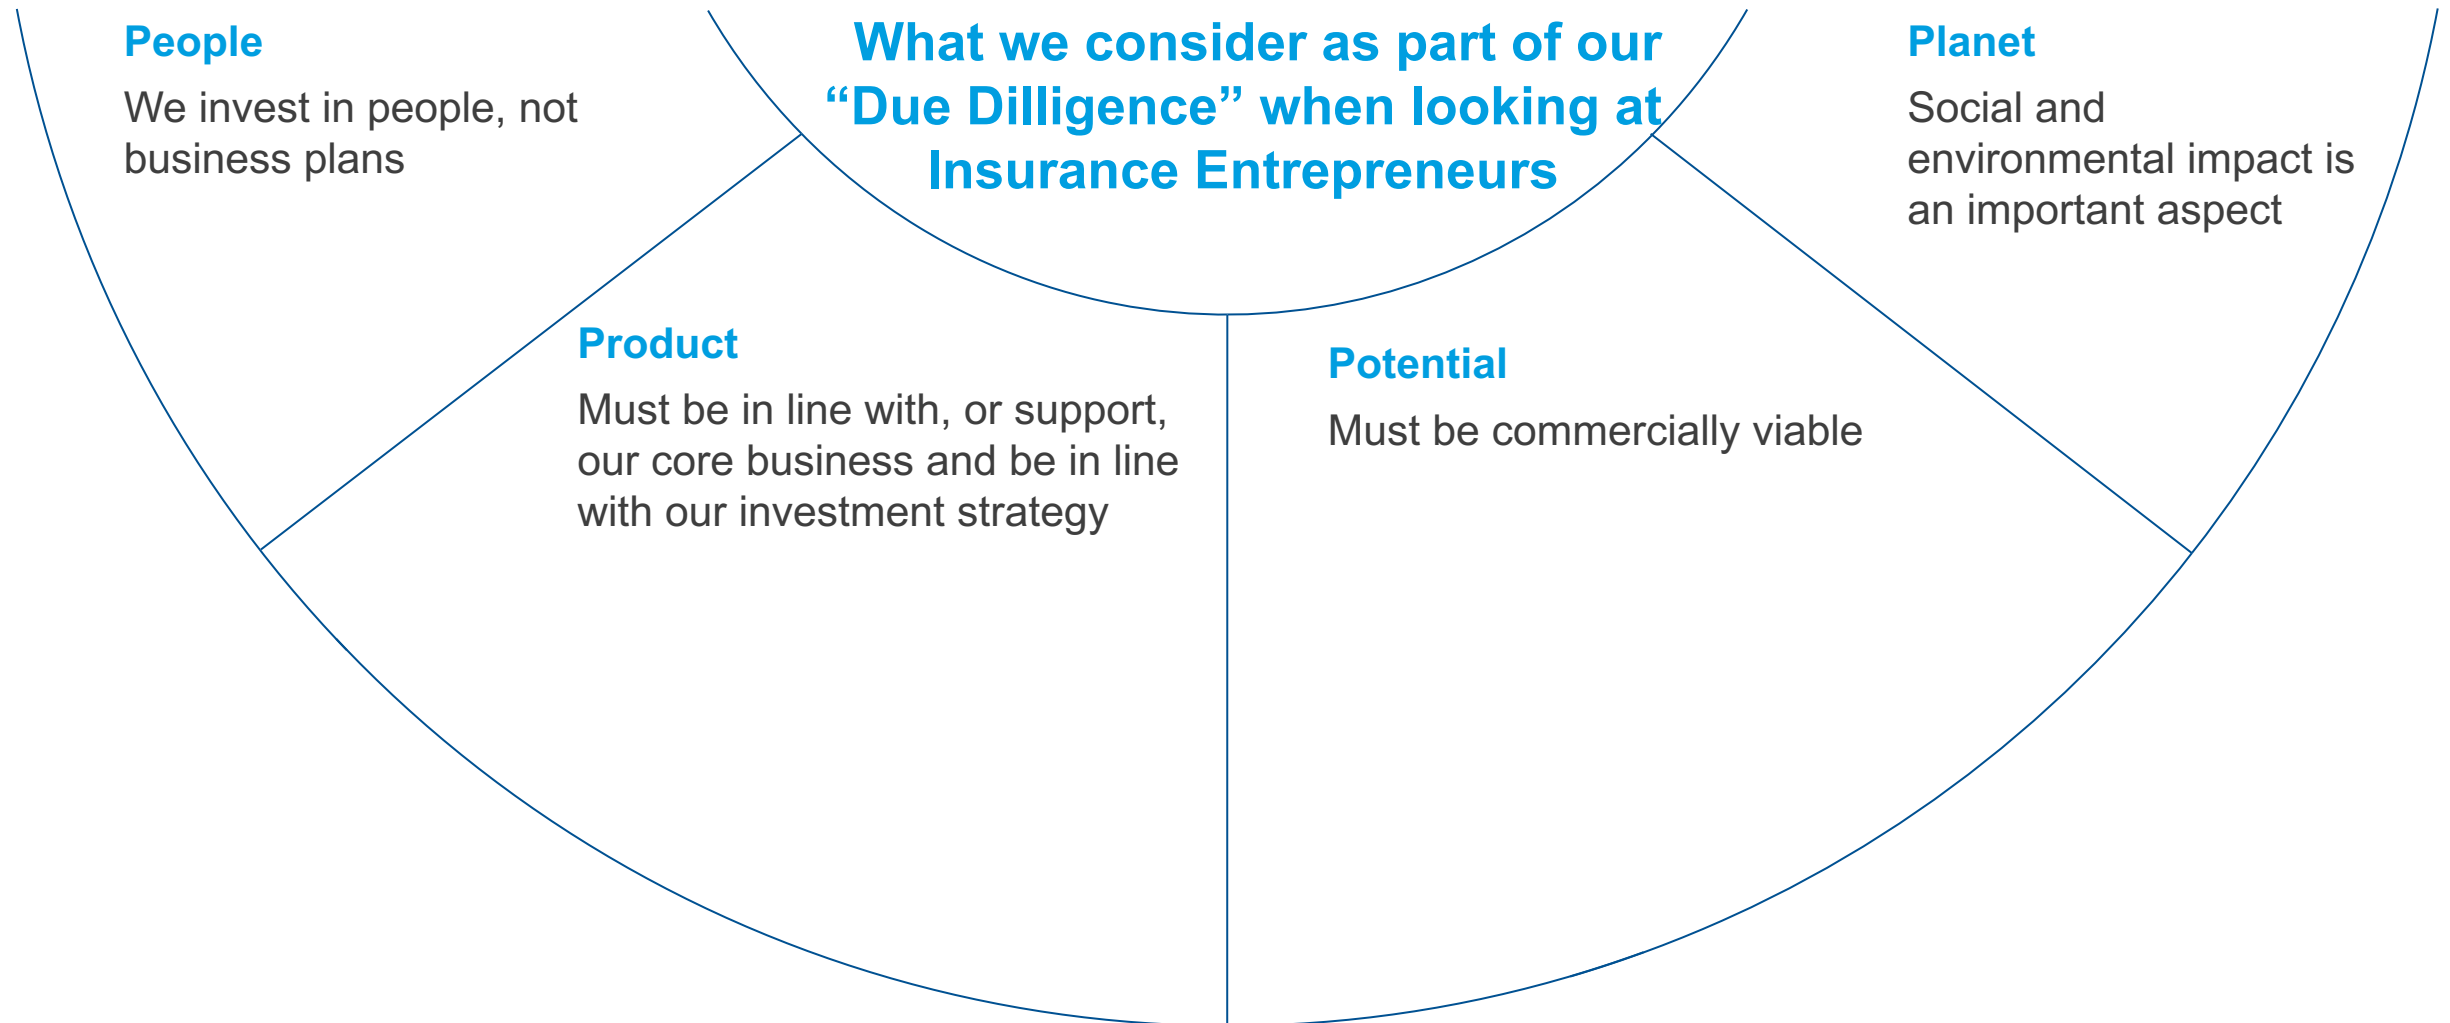 What we consider as part of our
“Due Dilligence” when looking at
Insurance Entrepreneurs
People
We invest in people, not
business plans
Product
Must be in line with, or support,
our core business and be in line
with our investment strategy
Potential
Must be commercially viable
Planet
Social and
environmental impact is
an important aspect